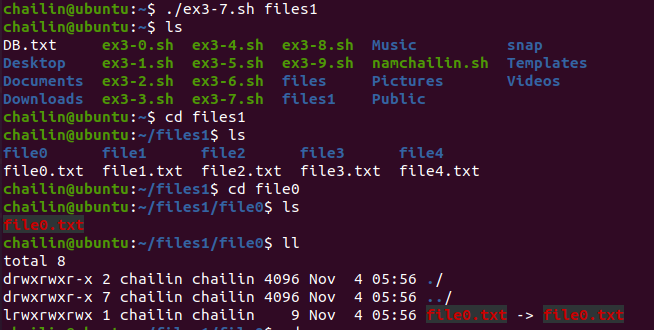 chailin@ubuntu:~$ ./ex3-7.sh files1
chailin@ubuntu:~$ ls
DB.txt ex3-0.sh ex3-4.sh ex3-8.sh Music snap
Desktop ex3-1.sh ex3-5.sh ex3-9.sh namchailin.sh Templates
Documents ex3-2.sh ex3-6.sh files Pictures Videos
Downloads ex3-3.sh ex3-7.sh files1 Public
chailin@ubuntu:~$ cd files1
chailin@ubuntu:~/files1$ ls
file0 file1 file2 file3 file4
file0.txt file1.txt file2.txt file3.txt file4.txt
chailin@ubuntu:~/files1$ cd file0
chailin@ubuntu:~/files1/file0$ ls
file0.txt
chailin@ubuntu:~/files1/file0$ ll
total 8
drwxrwxr-x 2 chailin chailin 4096 Nov 4 05:56 ./
drwxrwxr-x 7 chailin chailin 4096 Nov 4 05:56 ../
lrwxrwxrwx 1 chailin chailin 9 Nov 4 05:56 file0.txt -> file0.txt